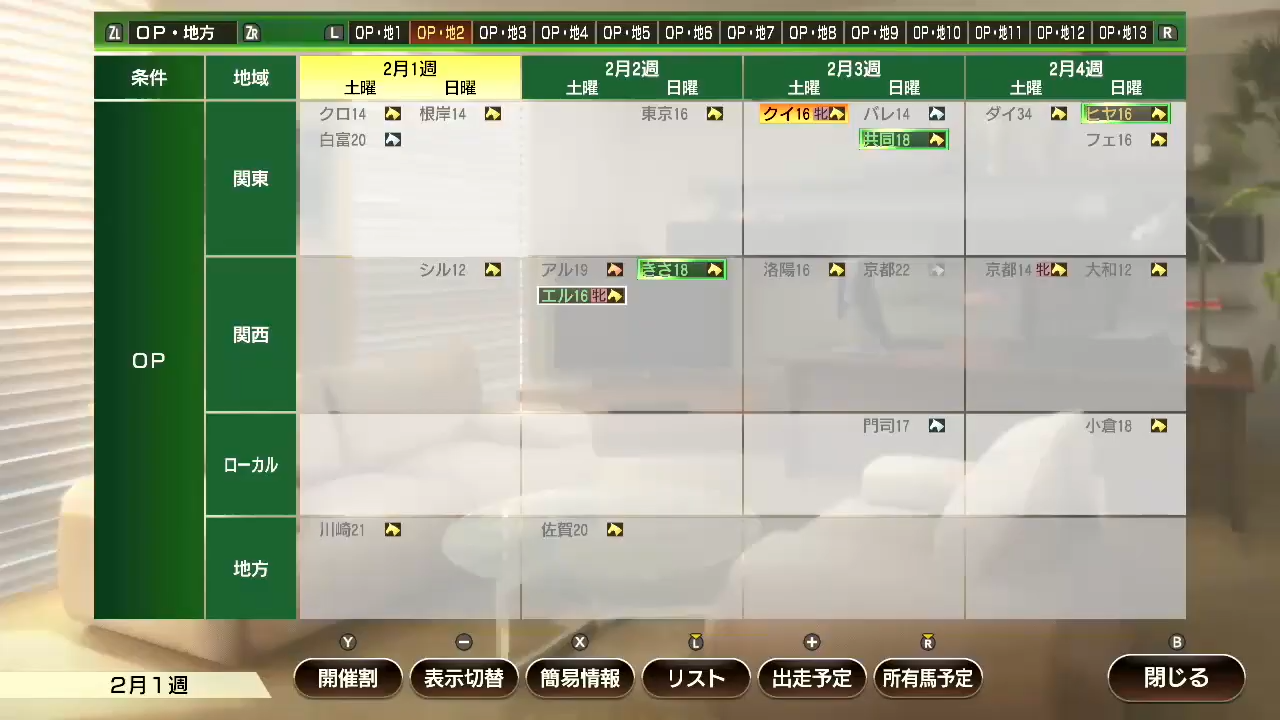 ZL OP・地方 ZR L OP・地1 OP・地2 OP・地3 OP・地4 OP・地5 OP・地6 OP・地7 OP・地8 OP・地9 OP・地10 OP・地11 OP・地12 OP・地13 R
条件 地域 2月1週 2月2週 2月3週 2月4週
土曜 日曜 土曜 日曜 土曜 日曜 土曜 日曜
OP
関東
クロ14 根岸14 東京16 クイ16 牝 バレ14 ダイ34 ヒヤ16
白富20 共同18 フェ16
関西
シル12 アル19 きさ18 洛陽16 京都22 京都14 牝 大和12
エル16 牝
ローカル
門司17 小倉18
地方
川崎21 佐賀20
Y - X L + R B
2月1週 開催割 表示切替 簡易情報 リスト 出走予定 所有馬予定 閉じる